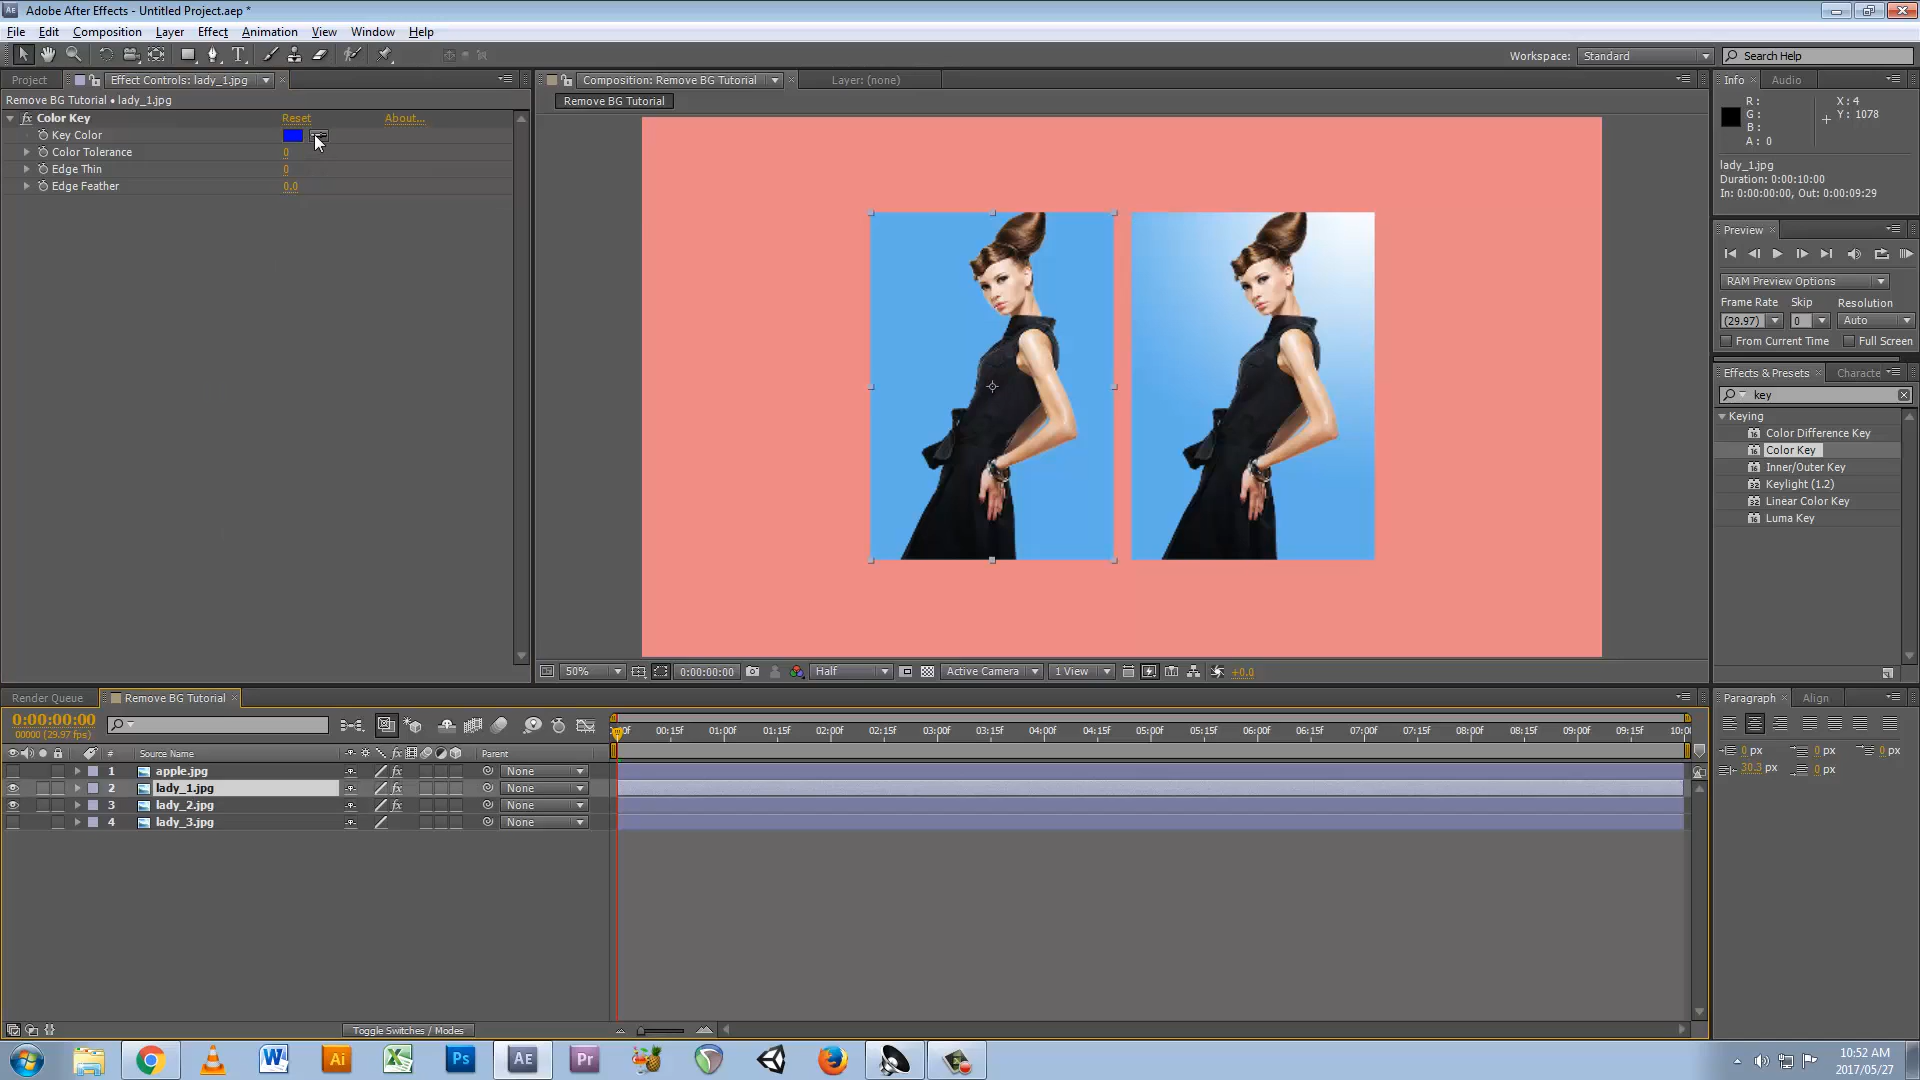 Adobe After Effects - Untitled Project.aep *
File Edit Composition Layer Effect Animation View Window Help
Workspace: Standard Search Help
Project Effect Controls: lady_1.jpg Composition: Remove BG Tutorial Layer: (none) Info Audio
Remove BG Tutorial • lady_1.jpg
Remove BG Tutorial
fx Color Key Reset About...
Key Color
Color Tolerance 0
Edge Thin 0
Edge Feather 0.0
R: X: 4
G: Y: 1078
B:
A: 0
lady_1.jpg
Duration: 0:00:10:00
In: 0:00:00:00, Out: 0:00:09:29
Preview
RAM Preview Options
Frame Rate Skip Resolution
(29.97) 0 Auto
From Current Time Full Screen
Effects & Presets Characte
key
Keying
Color Difference Key
Color Key
Inner/Outer Key
Keylight (1.2)
Linear Color Key
Luma Key
50% 0:00:00:00 Half Active Camera 1 View +0.0
Render Queue Remove BG Tutorial
0:00:00:00
00000 (29.97 fps)
00:15f 01:00f 01:15f 02:00f 02:15f 03:00f 03:15f 04:00f 04:15f 05:00f 05:15f 06:00f 06:15f 07:00f 07:15f 08:00f 08:15f 09:00f 09:15f 10:0
# Source Name fx Parent
1 apple.jpg fx None
2 lady_1.jpg fx None
3 lady_2.jpg fx None
4 lady_3.jpg None
Toggle Switches / Modes
Paragraph Align
0 px 0 px 0 px
30.3 px 0 px
W Ai X Ps AE Pr
10:52 AM
2017/05/27